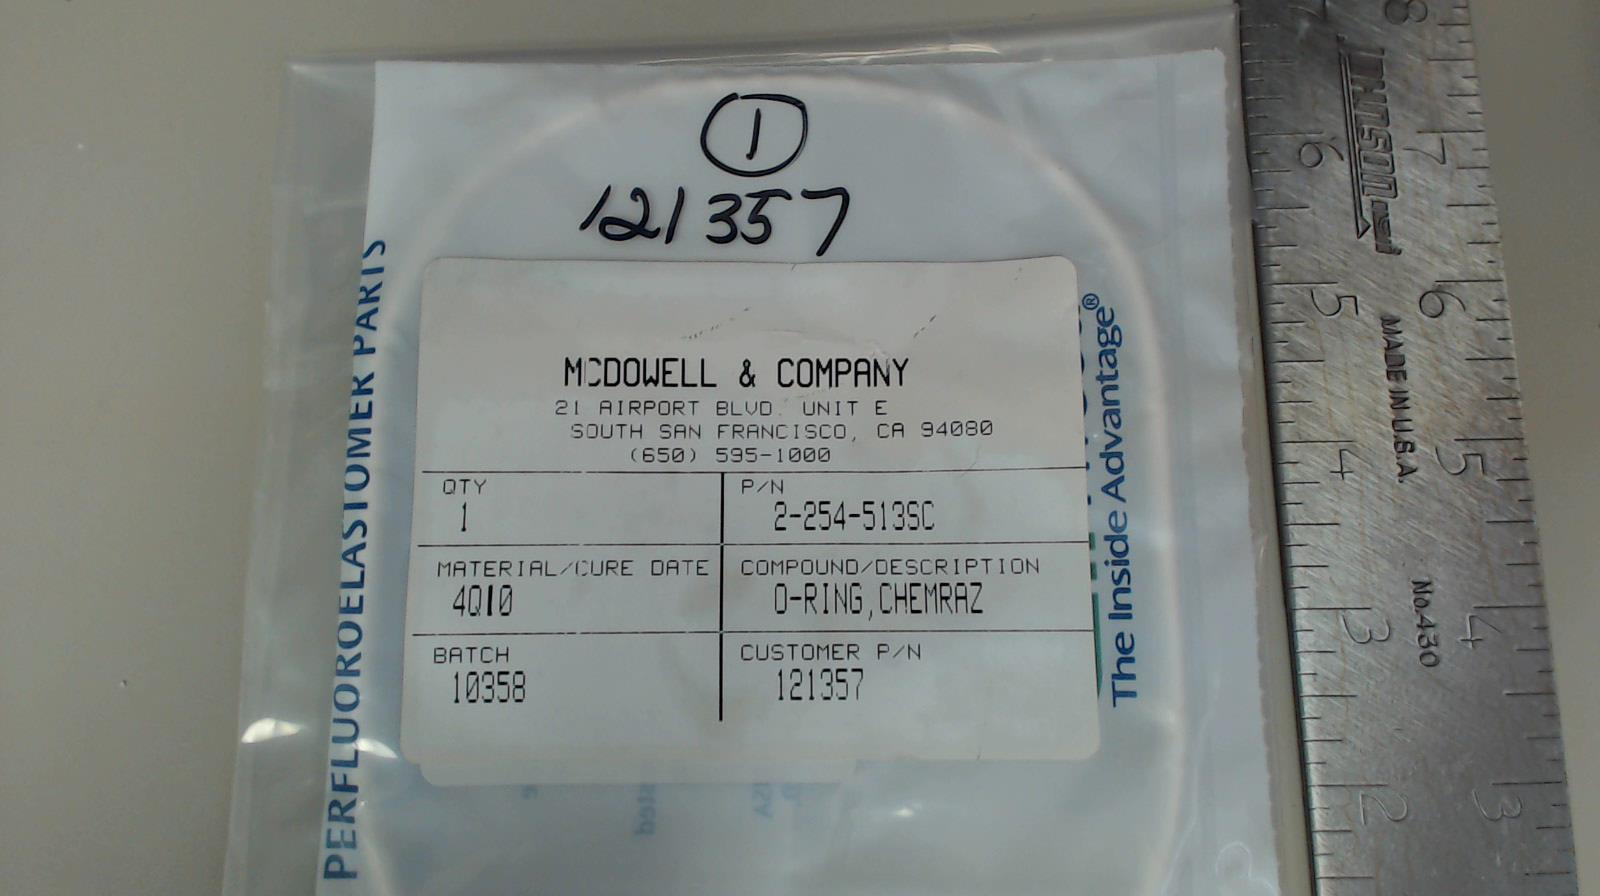 1
121357
MCDOWELL & COMPANY
21 AIRPORT BLVD. UNIT E
SOUTH SAN FRANCISCO, CA 94080
(650) 595-1000
QTY
1
P/N
2-254-513SC
MATERIAL/CURE DATE
4Q10
COMPOUND/DESCRIPTION
O-RING,CHEMRAZ
BATCH
10358
CUSTOMER P/N
121357
PERFLUOROELASTOMER PARTS
The Inside Advantage®
MADE IN U.S.A.
No.430
8
7
6
5
4
3
7
6
5
4
3
2